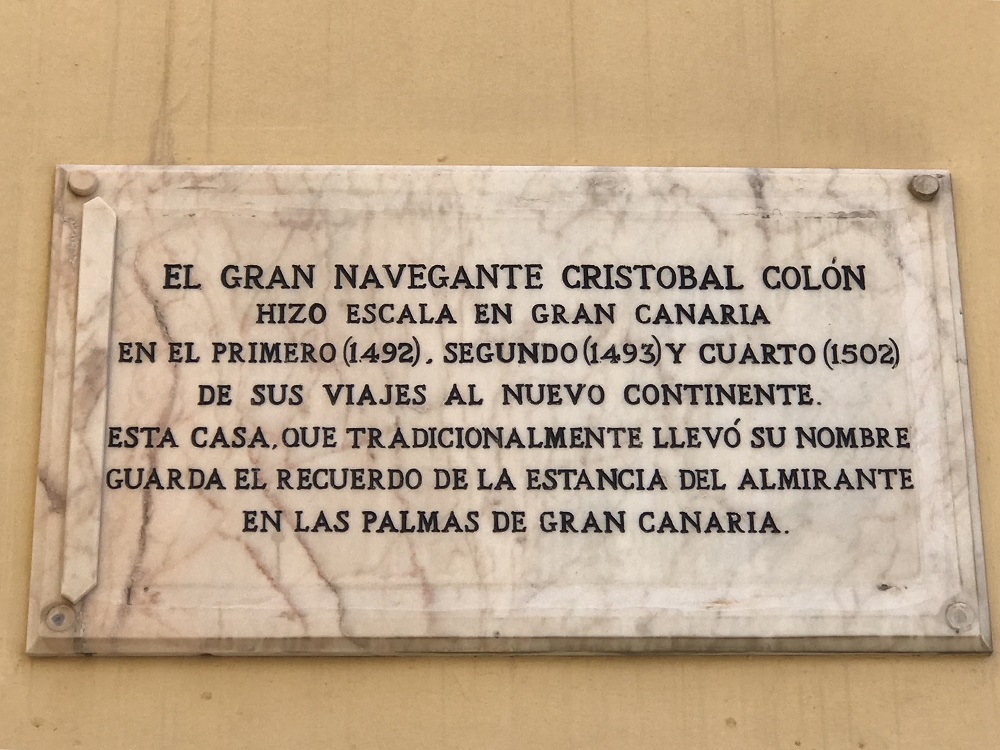 EL GRAN NAVEGANTE CRISTOBAL COLÓN
HIZO ESCALA EN GRAN CANARIA
EN EL PRIMERO (1492), SEGUNDO (1493) Y CUARTO (1502)
DE SUS VIAJES AL NUEVO CONTINENTE.
ESTA CASA, QUE TRADICIONALMENTE LLEVÓ SU NOMBRE
GUARDA EL RECUERDO DE LA ESTANCIA DEL ALMIRANTE
EN LAS PALMAS DE GRAN CANARIA.